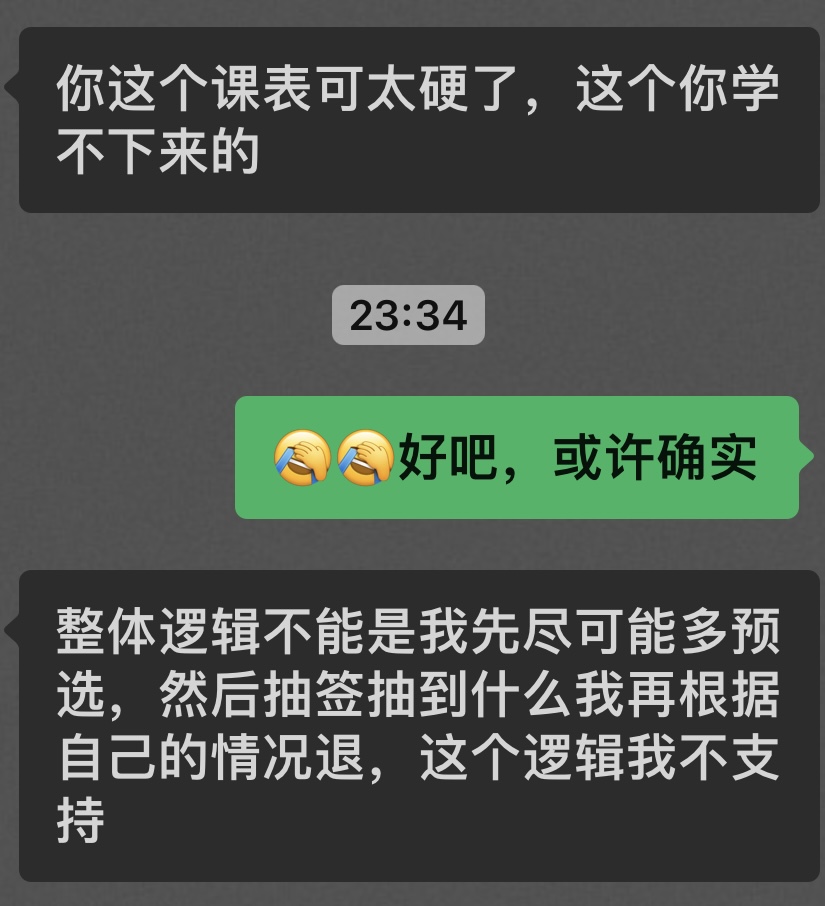 你这个课表可太硬了，这个你学
不下来的
23:34
🤦🤦好吧，或许确实
整体逻辑不能是我先尽可能多预
选，然后抽签抽到什么我再根据
自己的情况退，这个逻辑我不支
持